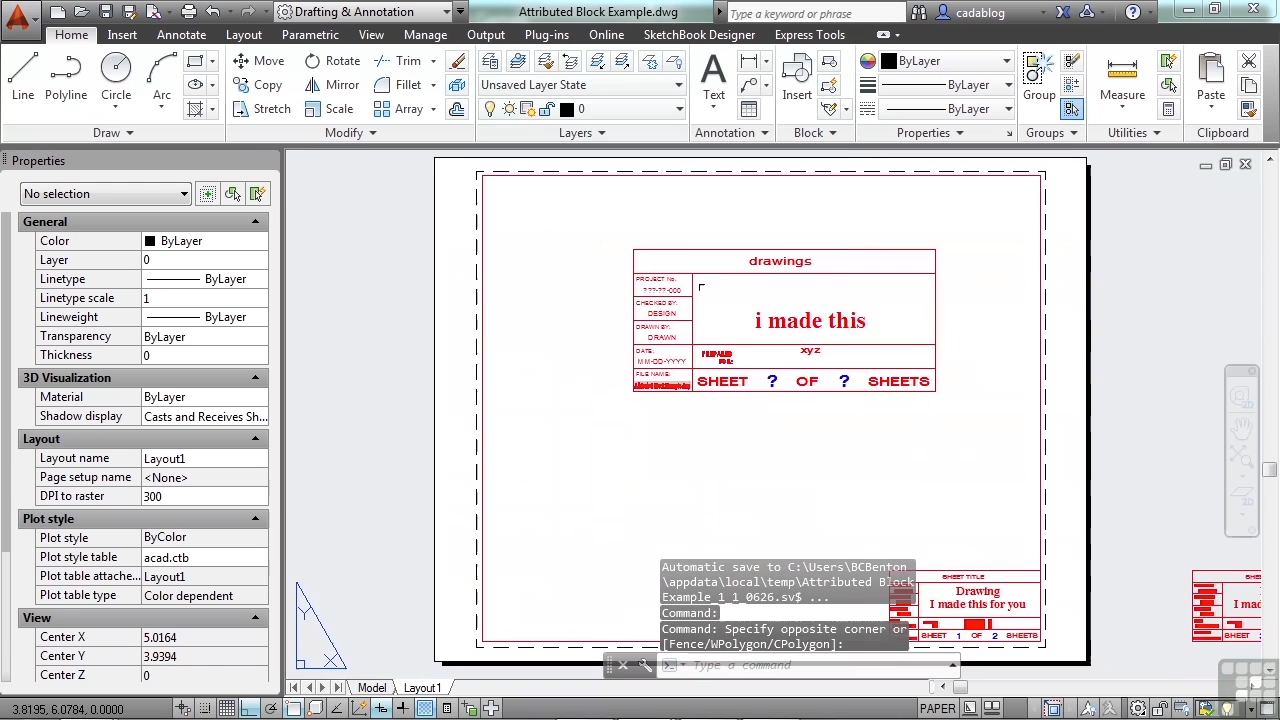 Drafting & Annotation
Attributed Block Example.dwg
Type a keyword or phrase
cadablog
Home Insert Annotate Layout Parametric View Manage Output Plug-ins Online SketchBook Designer Express Tools
Line
Polyline
Circle
Arc
Draw
Move
Rotate
Trim
Copy
Mirror
Fillet
Stretch
Scale
Array
Modify
Unsaved Layer State
0
Layers
Text
Annotation
Insert
Block
ByLayer
ByLayer
ByLayer
Properties
Group
Groups
Measure
Utilities
Paste
Clipboard
Properties
No selection
General
Color ByLayer
Layer 0
Linetype ByLayer
Linetype scale 1
Lineweight ByLayer
Transparency ByLayer
Thickness 0
3D Visualization
Material ByLayer
Shadow display Casts and Receives Sh...
Layout
Layout name Layout1
Page setup name <None>
DPI to raster 300
Plot style
Plot style ByColor
Plot style table acad.ctb
Plot table attache... Layout1
Plot table type Color dependent
View
Center X 5.0164
Center Y 3.9394
Center Z 0
drawings
PROJECT No.
???-??-000
CHECKED BY:
DESIGN
DRAWN BY:
DRAWN
DATE:
MM-DD-YYYY
FILE NAME:
i made this
PREPARED
FOR:
xyz
SHEET ? OF ? SHEETS
Y
X
2D
Automatic save to C:\Users\BCBenton
\appdata\local\temp\Attributed Block
Example_1_1_0626.sv$ ...
Command:
Command: Specify opposite corner or
[Fence/WPolygon/CPolygon]:
Type a command
SHEET TITLE
Drawing
I made this for you
SHEET 1 OF 2 SHEETS
SHE
I mad
SHEET
Model Layout1
3.8195, 6.0784, 0.0000
PAPER